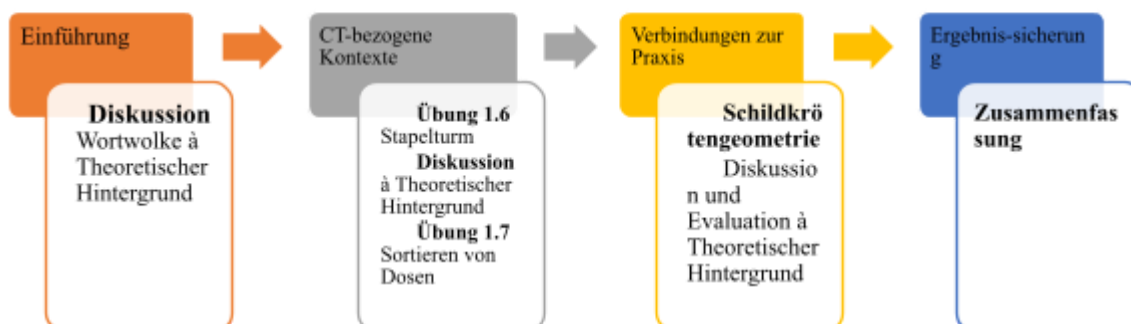 Einführung
Diskussion
Wortwolke à
Theoretischer
Hintergrund
CT-bezogene
Kontexte
Übung 1.6
Stapelturm
Diskussion
à Theoretischer
Hintergrund
Übung 1.7
Sortieren von
Dosen
Verbindungen zur
Praxis
Schildkrö
tengeometrie
Diskussio
n und
Evaluation à
Theoretischer
Hintergrund
Ergebnis-sicherun
g
Zusammenfas
sung